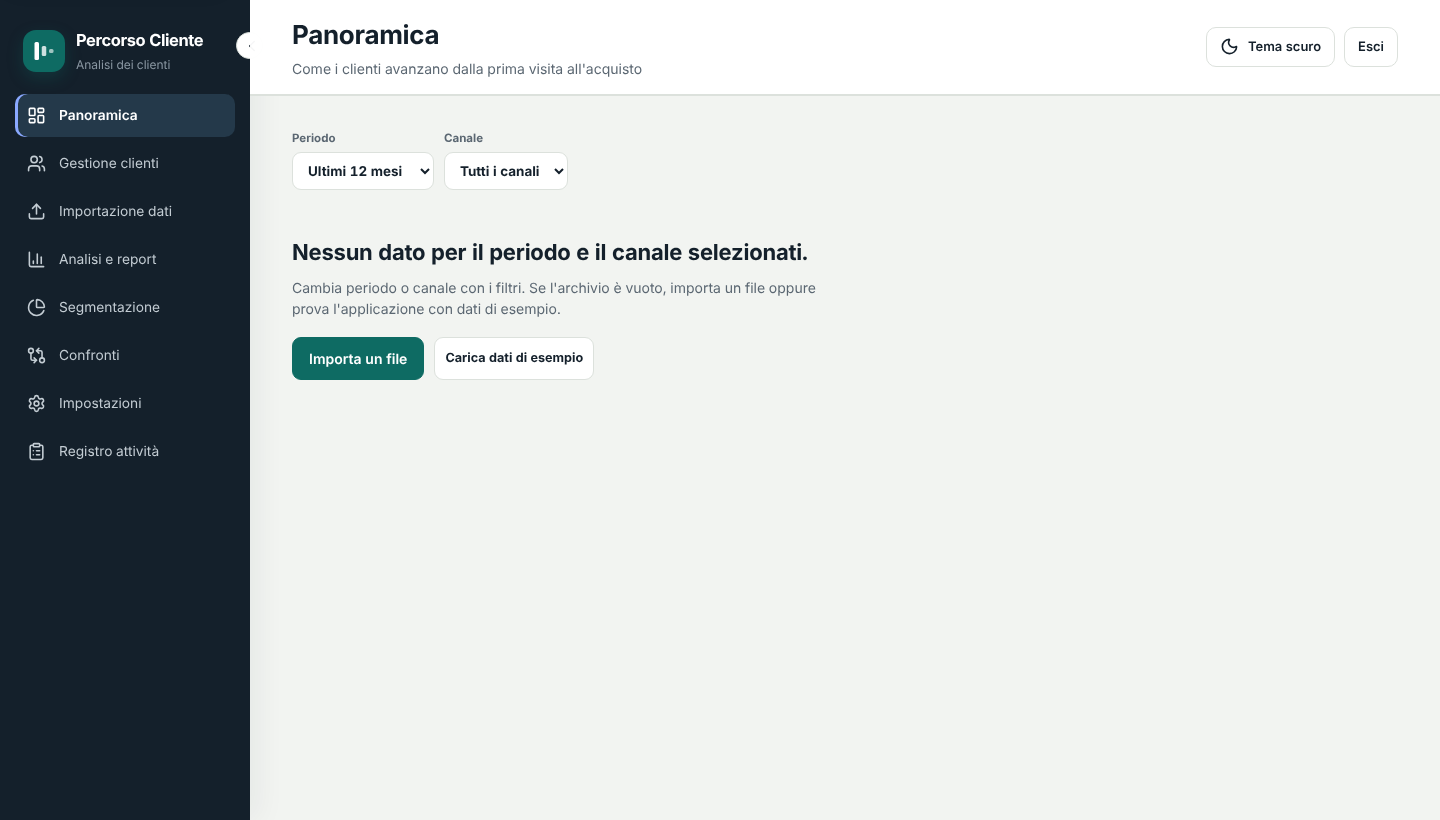 Percorso Cliente
Analisi dei clienti
Panoramica
Gestione clienti
Importazione dati
Analisi e report
Segmentazione
Confronti
Impostazioni
Registro attività
Panoramica
Come i clienti avanzano dalla prima visita all'acquisto
Tema scuro
Esci
Periodo
Canale
Ultimi 12 mesi
Tutti i canali
Nessun dato per il periodo e il canale selezionati.
Cambia periodo o canale con i filtri. Se l'archivio è vuoto, importa un file oppure
prova l'applicazione con dati di esempio.
Importa un file
Carica dati di esempio